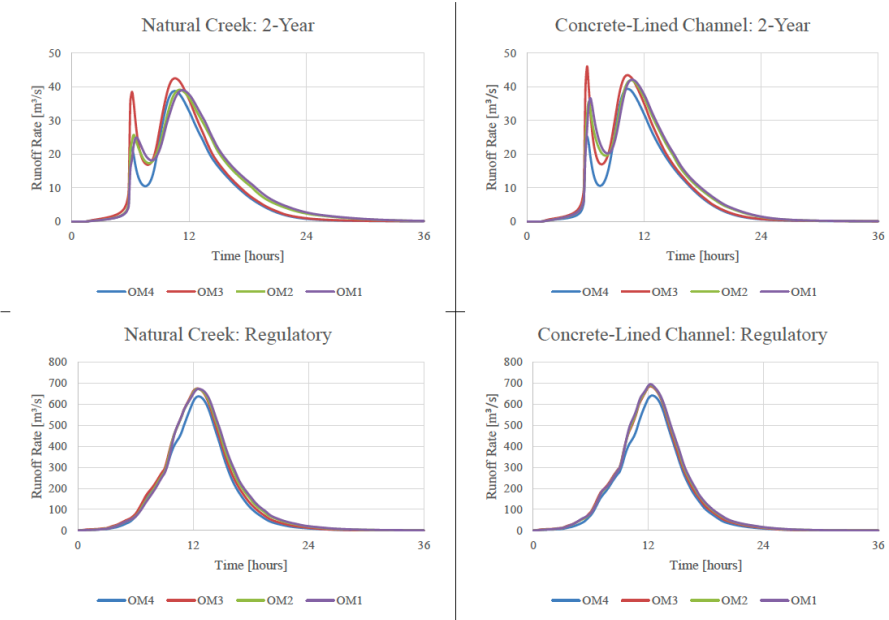 Natural Creek: 2-Year
Runoff Rate [m³/s]
50
40
30
20
10
0
0 12 24 36
Time [hours]
OM4 OM3 OM2 OM1
Concrete-Lined Channel: 2-Year
Runoff Rate [m³/s]
50
40
30
20
10
0
0 12 24 36
Time [hours]
OM4 OM3 OM2 OM1
Natural Creek: Regulatory
Runoff Rate [m³/s]
800
700
600
500
400
300
200
100
0
0 12 24 36
Time [hours]
OM4 OM3 OM2 OM1
Concrete-Lined Channel: Regulatory
Runoff Rate [m³/s]
800
700
600
500
400
300
200
100
0
0 12 24 36
Time [hours]
OM4 OM3 OM2 OM1